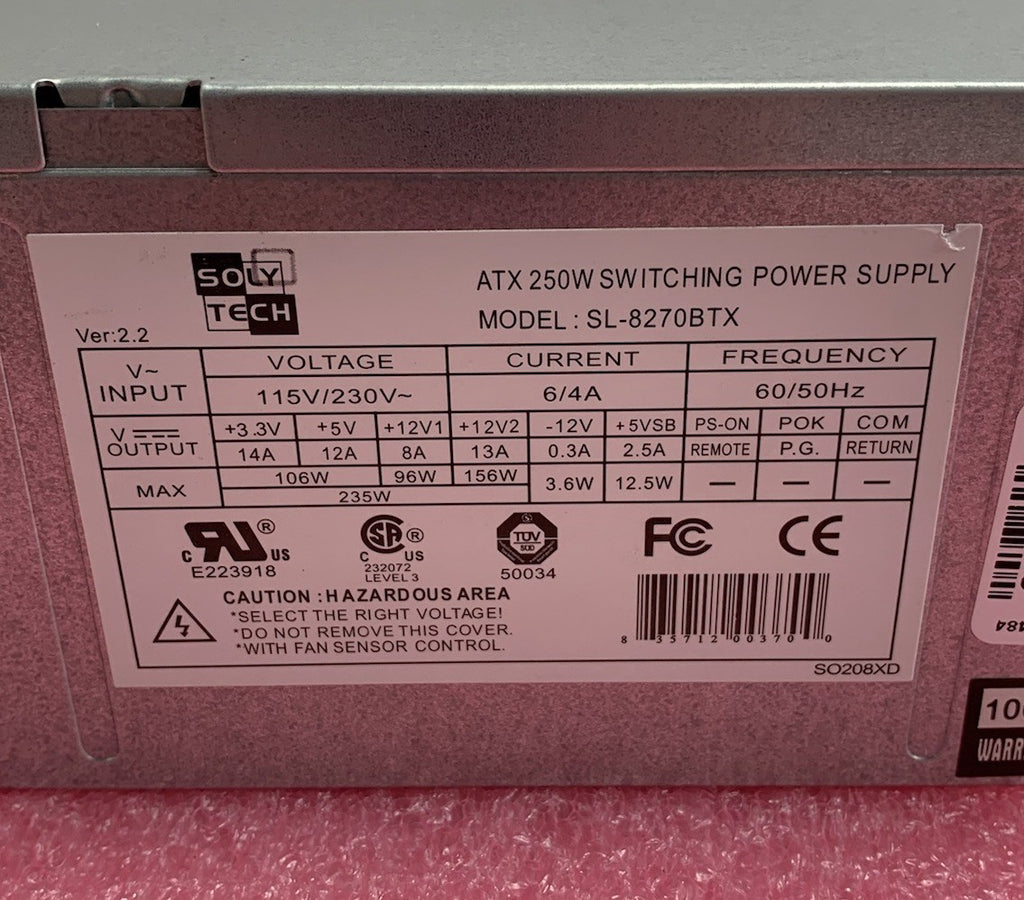 SOLY
TECH
ATX 250W SWITCHING POWER SUPPLY
MODEL : SL-8270BTX
Ver:2.2
V~ INPUT VOLTAGE CURRENT FREQUENCY
115V/230V~ 6/4A 60/50Hz
V OUTPUT +3.3V +5V +12V1 +12V2 -12V +5VSB PS-ON POK COM
14A 12A 8A 13A 0.3A 2.5A REMOTE P.G. RETURN
MAX 106W 96W 156W 3.6W 12.5W — — —
235W
C RU ® US
E223918
SA ®
C US
232072
LEVEL 3
TÜV
50034
FC CE
CAUTION : HAZARDOUS AREA
*SELECT THE RIGHT VOLTAGE!
*DO NOT REMOVE THIS COVER.
*WITH FAN SENSOR CONTROL.
8 35712 00370 0
SO208XD